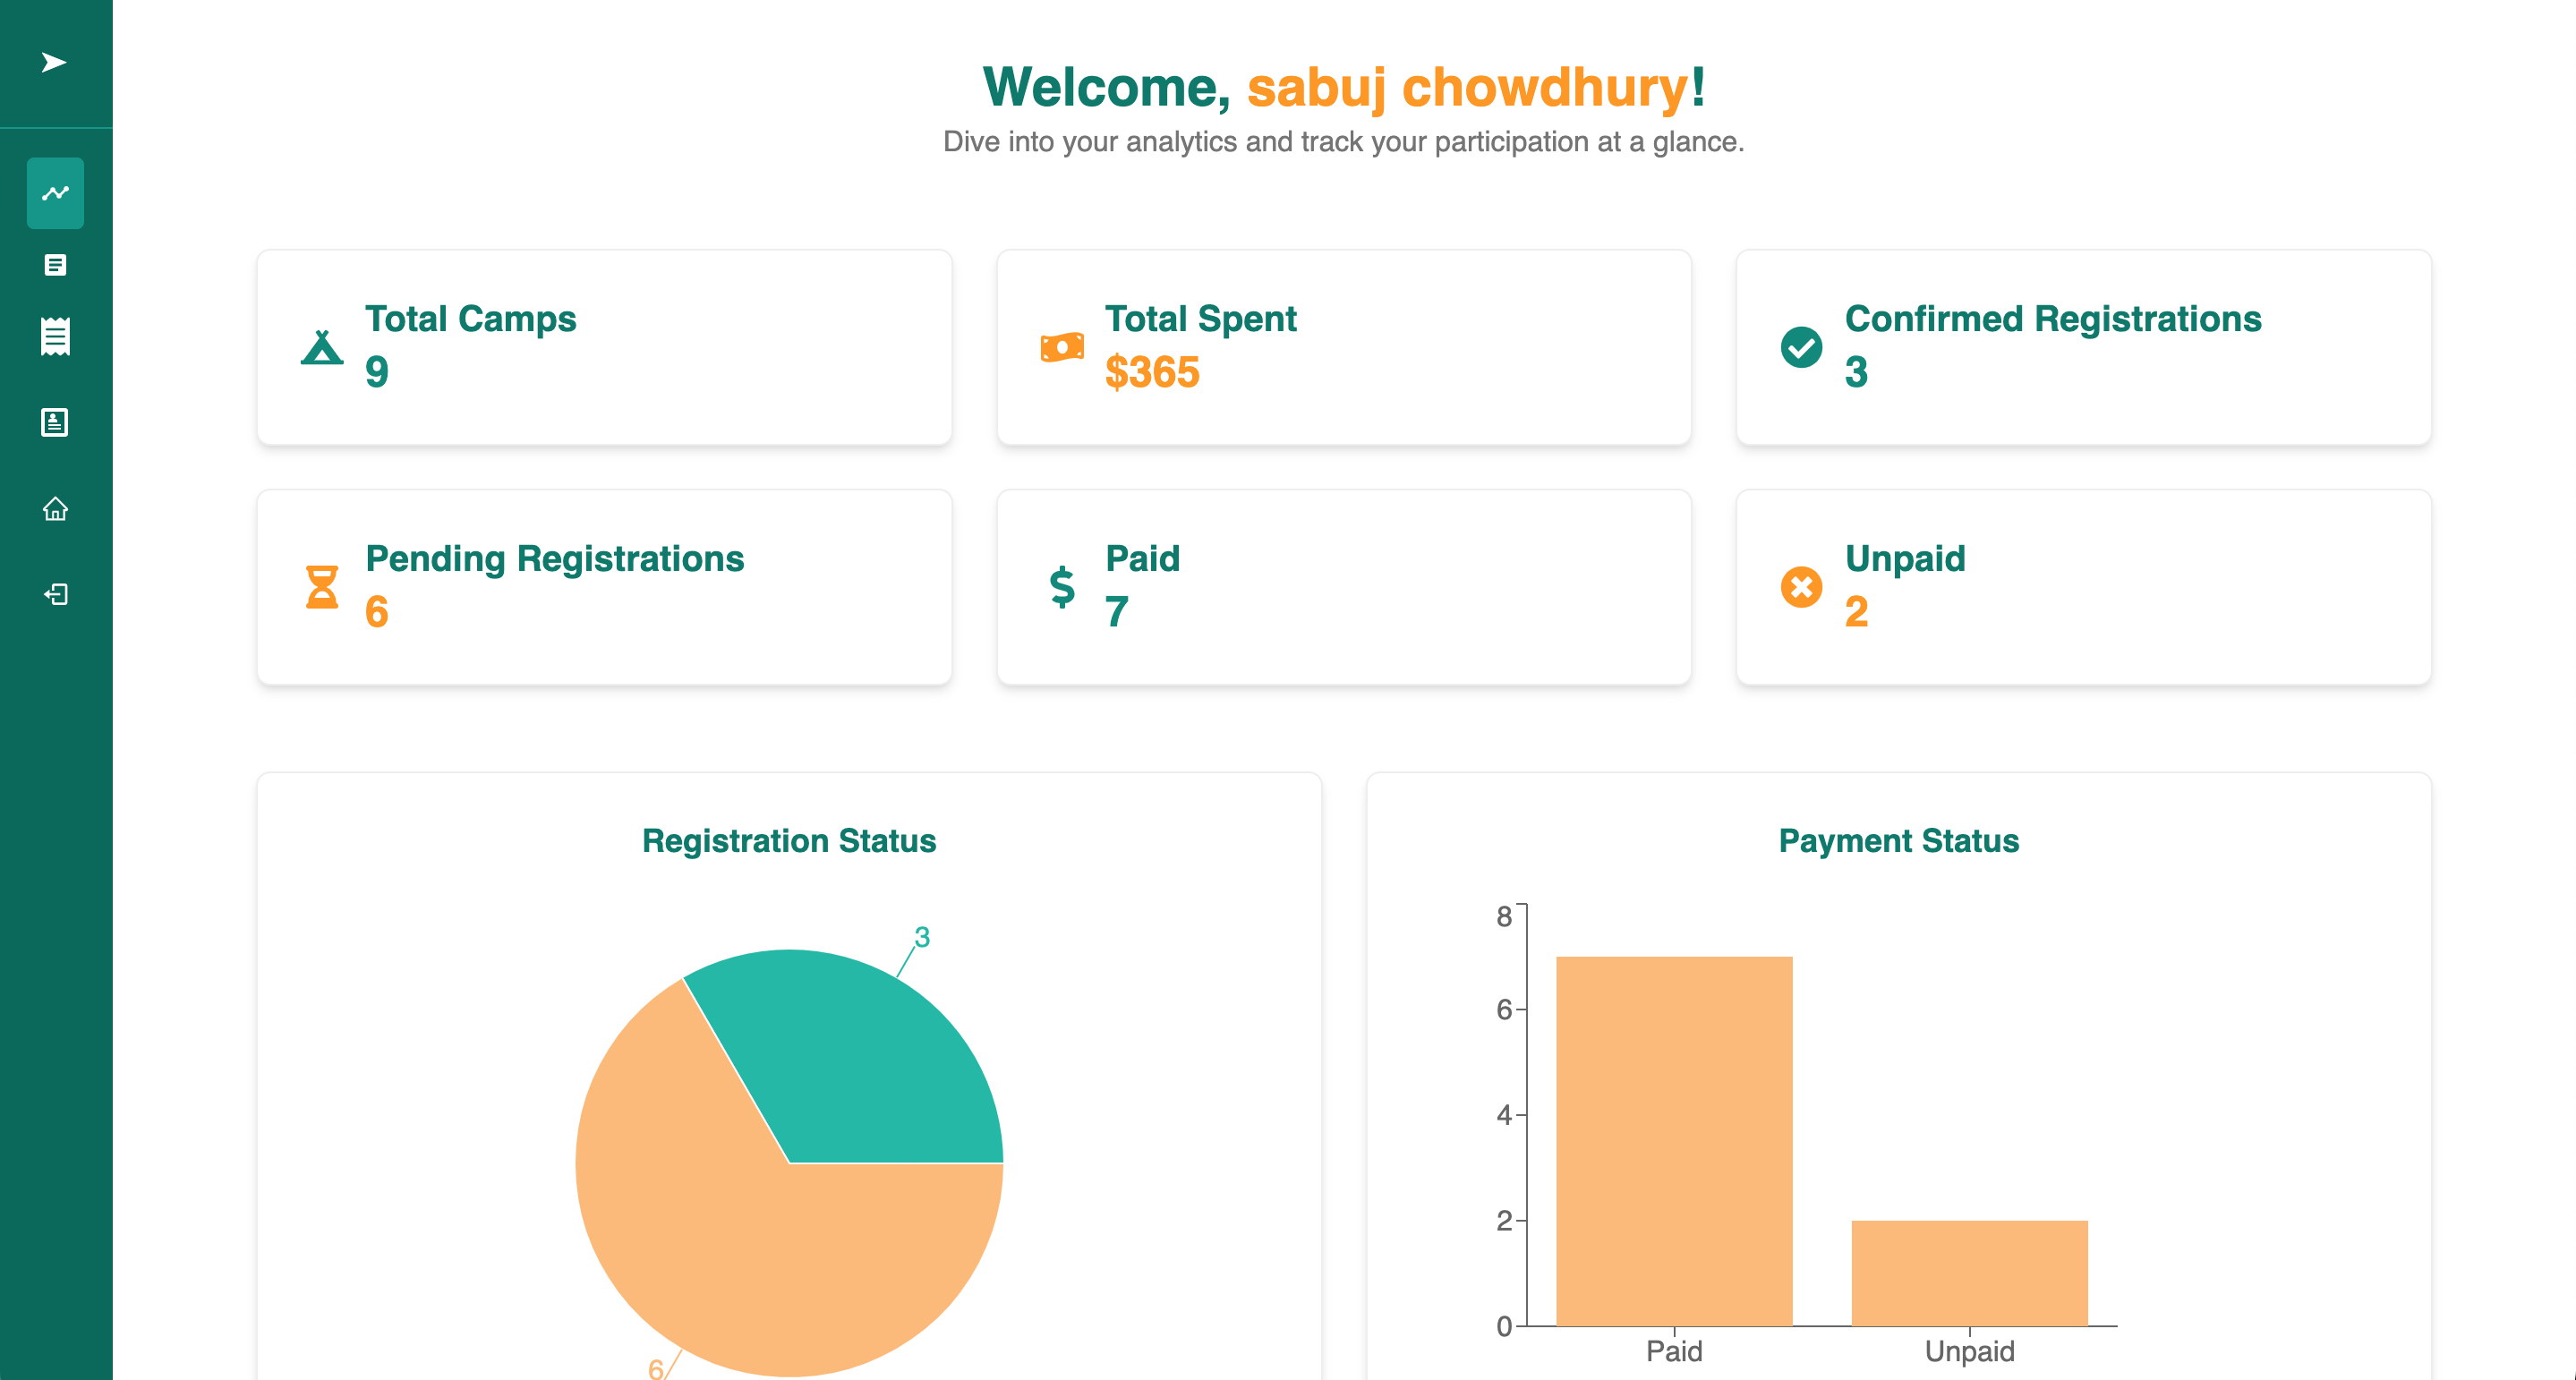 Welcome, sabuj chowdhury!
Dive into your analytics and track your participation at a glance.
Total Camps
9
Total Spent
$365
Confirmed Registrations
3
Pending Registrations
6
Paid
7
Unpaid
2
Registration Status
3
6
Payment Status
8
6
4
2
0
Paid
Unpaid